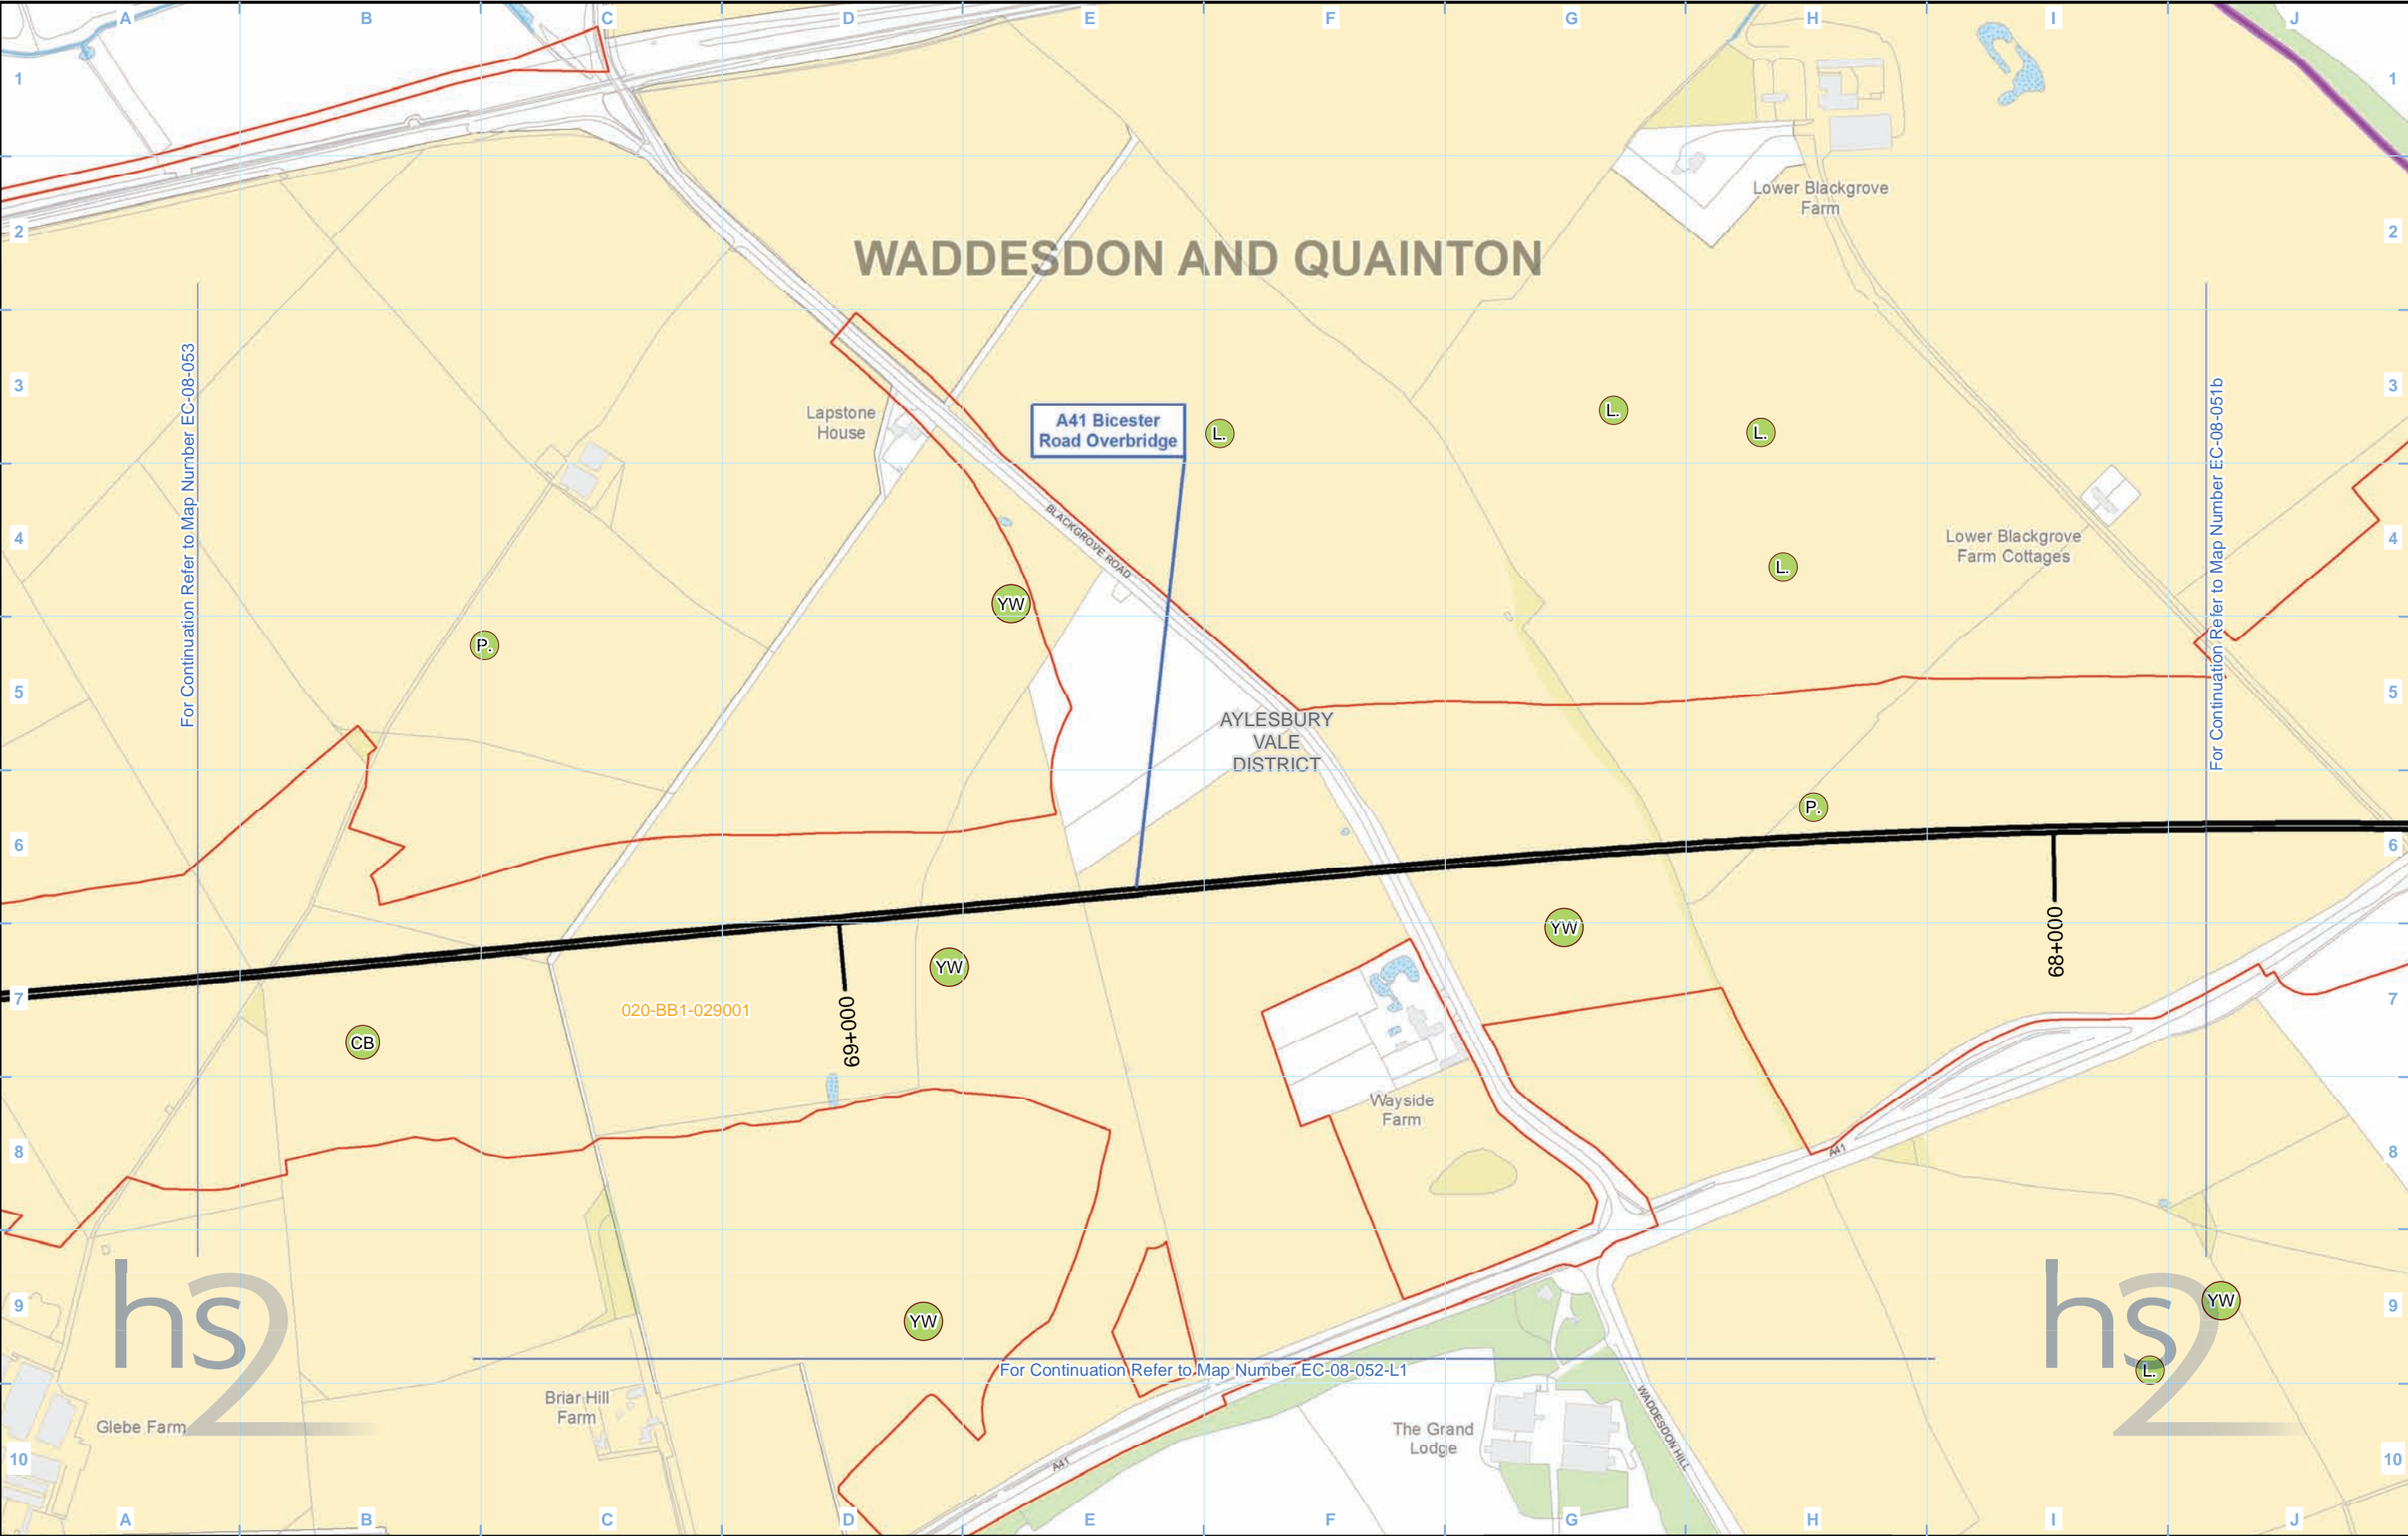 A B C D E F G H I J
1 1
2 2
3 3
4 4
5 5
6 6
7 7
8 8
9 9
10 10
Lower Blackgrove
Farm
WADDESDON AND QUAINTON
For Continuation Refer to Map Number EC-08-053
For Continuation Refer to Map Number EC-08-051b
Lapstone
House
A41 Bicester
Road Overbridge
L.
L.
L.
BLACKGROVE ROAD
Lower Blackgrove
Farm Cottages
L.
YW
P.
AYLESBURY
VALE
DISTRICT
P.
YW
68+000
YW
020-BB1-029001
69+000
CB
Wayside
Farm
A41
hs2
hs2
YW
YW
L.
For Continuation Refer to Map Number EC-08-052-L1
Briar Hill
Farm
Glebe Farm
The Grand
Lodge
WADDESDON HILL
A41
A B C D E F G H I J